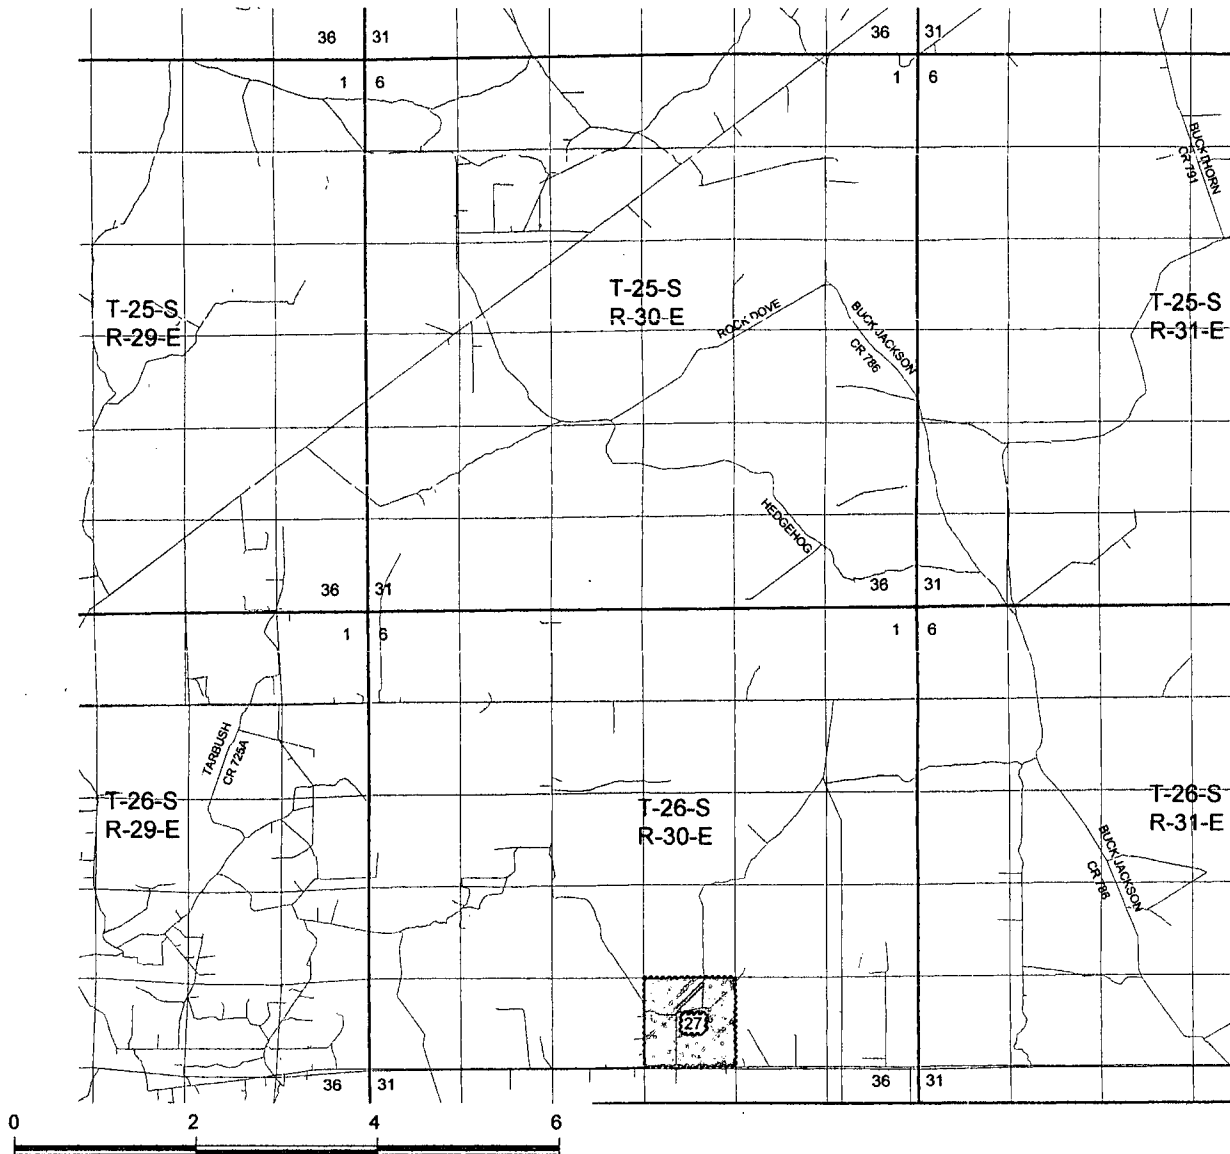 36 31
36 31
1 6
1 6
BUCKTHORN
CR 791
T-25-S
R-29-E
T-25-S
R-30-E
T-25-S
R-31-E
ROCK DOVE
BUCK JACKSON
CR 786
HEDGEHOG
36 31
36 31
1 6
1 6
TARBUSH
CR 725A
T-26-S
R-29-E
T-26-S
R-30-E
T-26-S
R-31-E
BUCK JACKSON
CR 786
27
36 31
36 31
0 2 4 6